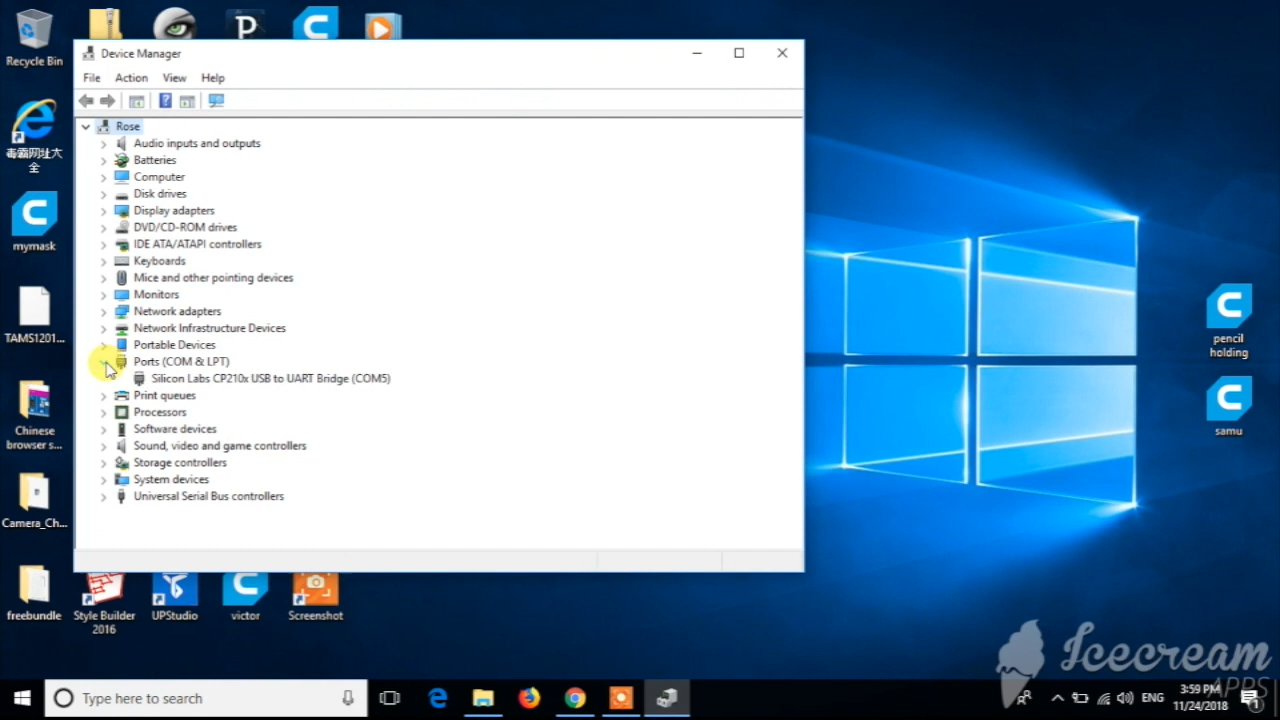 Recycle Bin
Device Manager
File Action View Help
Rose
Audio inputs and outputs
Batteries
Computer
Disk drives
Display adapters
DVD/CD-ROM drives
IDE ATA/ATAPI controllers
Keyboards
Mice and other pointing devices
Monitors
Network adapters
Network Infrastructure Devices
Portable Devices
Ports (COM & LPT)
Silicon Labs CP210x USB to UART Bridge (COM5)
Print queues
Processors
Software devices
Sound, video and game controllers
Storage controllers
System devices
Universal Serial Bus controllers
毒霸网址大
全
mymask
TAMS1201...
Chinese
browser s...
Camera_Ch...
freebundle
Style Builder
2016
UPStudio
victor
Screenshot
pencil
holding
samu
Icecream
APPS
Type here to search
ENG
3:59 PM
11/24/2018
1